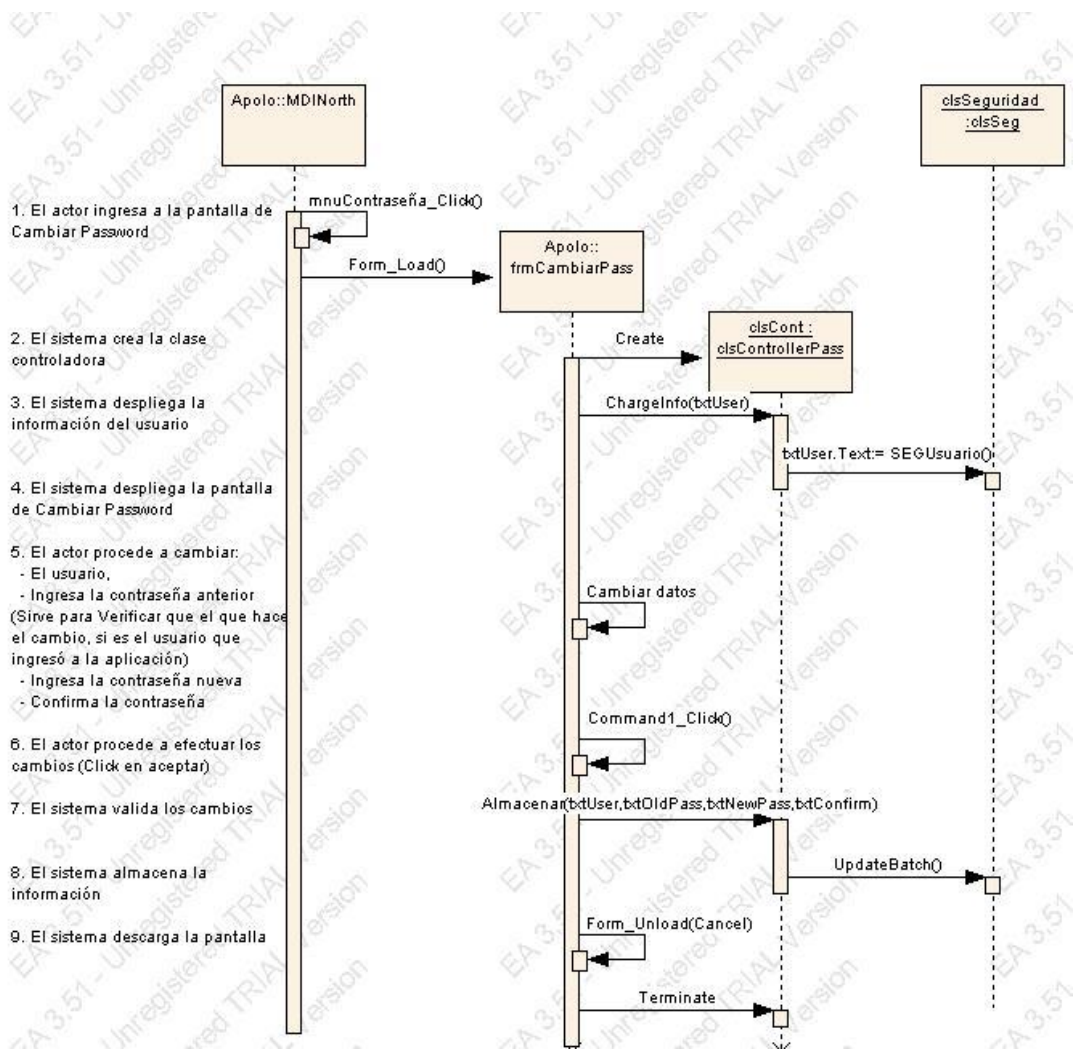 Apolo::MDINorth
clsSeguridad
:clsSeg
mnuContraseña_Click()
1. El actor ingresa a la pantalla de
Cambiar Password
Apolo::
frmCambiarPass
Form_Load()
2. El sistema crea la clase
controladora
Create
clsCont :
clsControllerPass
3. El sistema despliega la
información del usuario
ChargeInfo(txtUser)
txtUser.Text:= SEGUsuario()
4. El sistema despliega la pantalla
de Cambiar Password
5. El actor procede a cambiar:
- El usuario,
- Ingresa la contraseña anterior
(Sirve para Verificar que el que hace
el cambio, si es el usuario que
ingresó a la aplicación)
- Ingresa la contraseña nueva
- Confirma la contraseña
Cambiar datos
Command1_Click()
6. El actor procede a efectuar los
cambios (Click en aceptar)
7. El sistema valida los cambios
Almacenar(txtUser,txtOldPass,txtNewPass,txtConfirm)
8. El sistema almacena la
información
UpdateBatch()
9. El sistema descarga la pantalla
Form_Unload(Cancel)
Terminate
EA 3.51 - Unregistered TRIAL Version